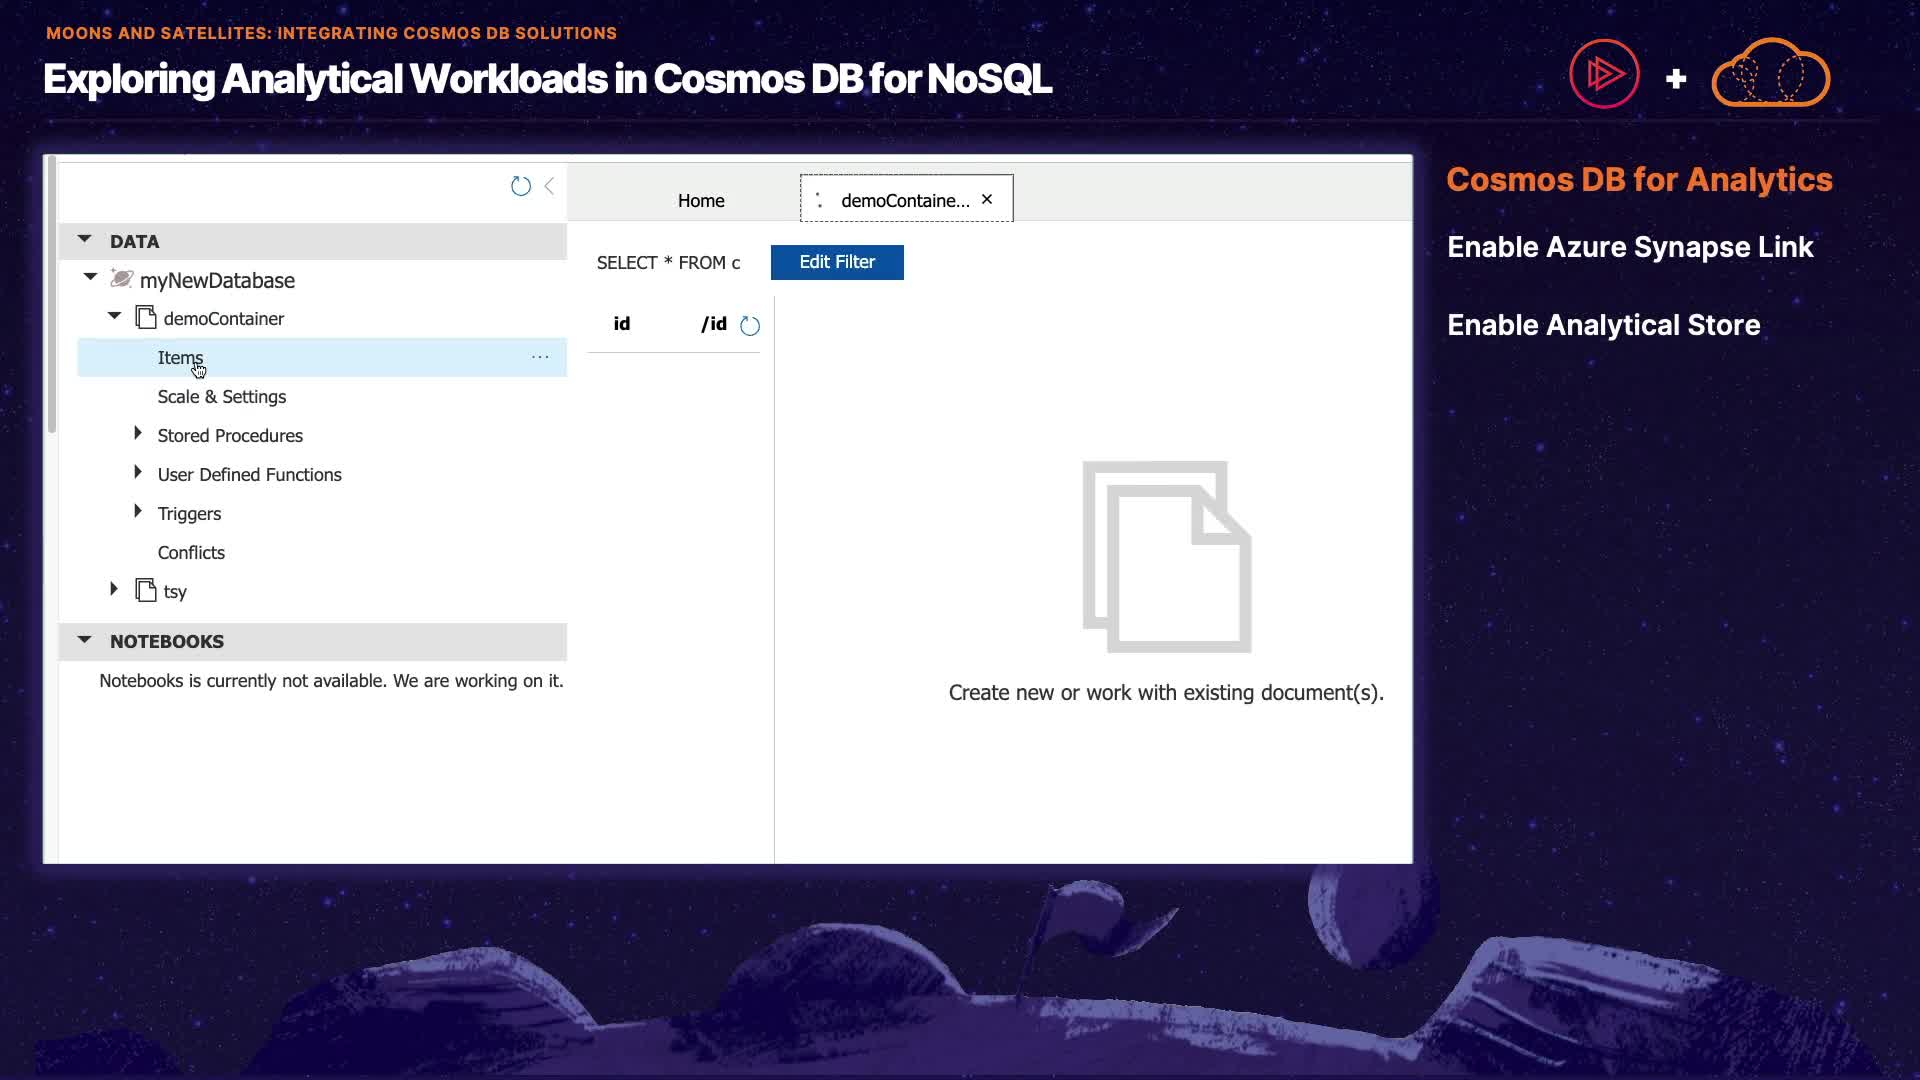 MOONS AND SATELLITES: INTEGRATING COSMOS DB SOLUTIONS
Exploring Analytical Workloads in Cosmos DB for NoSQL
+
Home
demoContaine...
DATA
myNewDatabase
demoContainer
Items
Scale & Settings
Stored Procedures
User Defined Functions
Triggers
Conflicts
tsy
NOTEBOOKS
Notebooks is currently not available. We are working on it.
SELECT * FROM c
Edit Filter
id
/id
Create new or work with existing document(s).
Cosmos DB for Analytics
Enable Azure Synapse Link
Enable Analytical Store